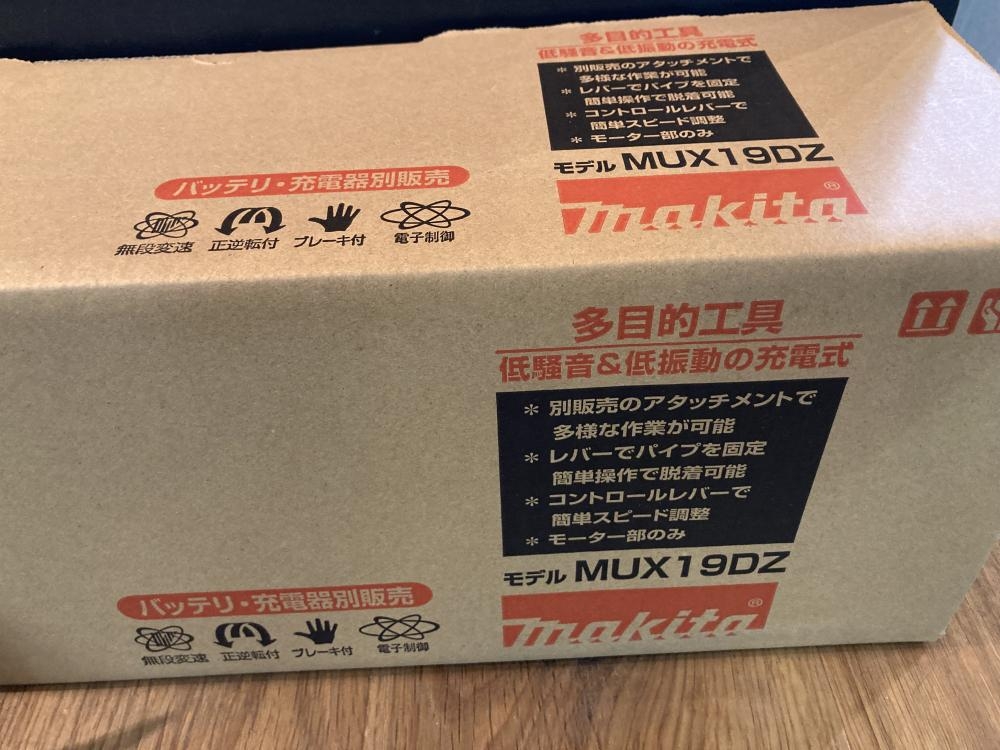 多目的工具
低騒音&低振動の充電式
* 別販売のアタッチメントで
多様な作業が可能
* レバーでパイプを固定
簡単操作で脱着可能
* コントロールレバーで
簡単スピード調整
* モーター部のみ
モデル MUX19DZ
makita®
バッテリ・充電器別販売
無段変速 正逆転付 ブレーキ付 電子制御
多目的工具
低騒音&低振動の充電式
* 別販売のアタッチメントで
多様な作業が可能
* レバーでパイプを固定
簡単操作で脱着可能
* コントロールレバーで
簡単スピード調整
* モーター部のみ
モデル MUX19DZ
makita®
バッテリ・充電器別販売
無段変速 正逆転付 ブレーキ付 電子制御